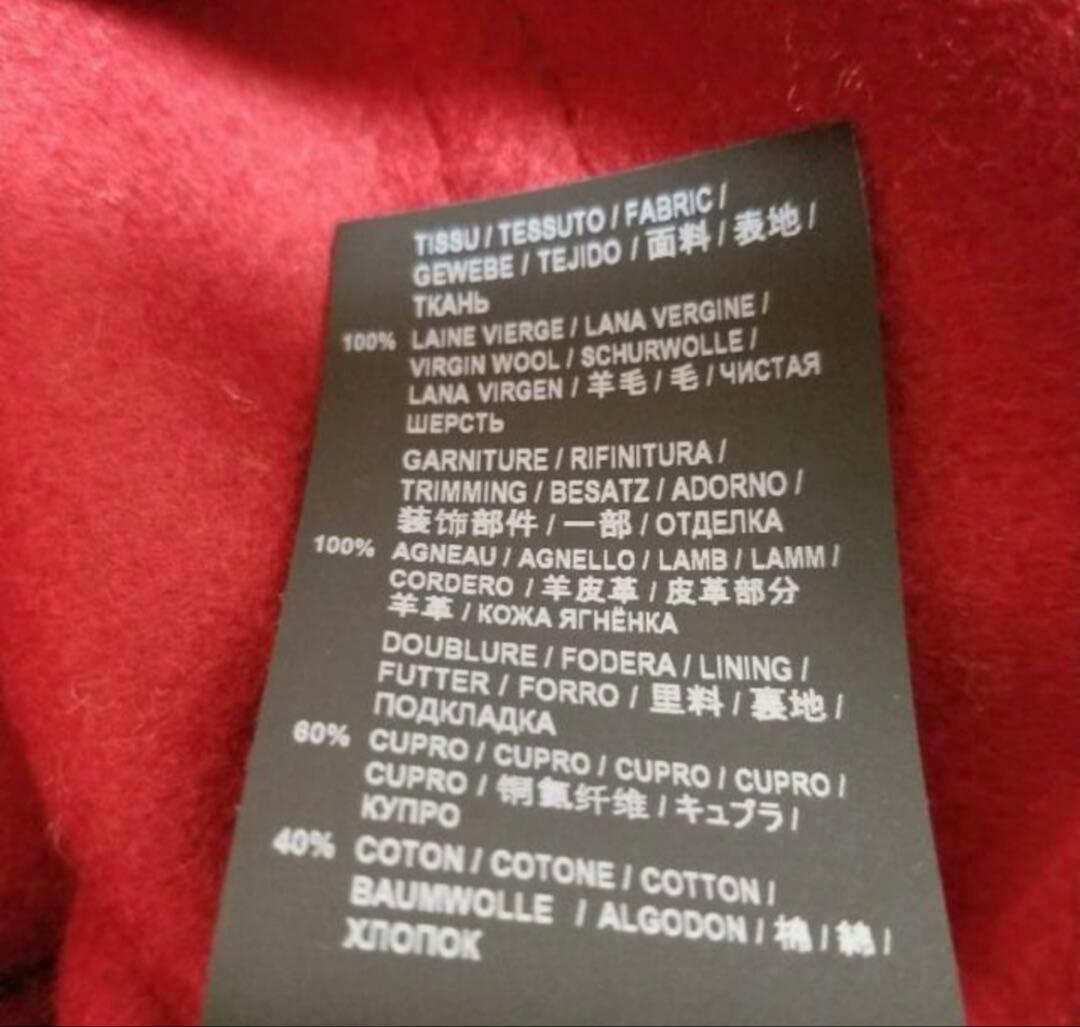 TISSU / TESSUTO / FABRIC /
GEWEBE / TEJIDO / 面料 / 表地 /
ТКАНЬ
100% LAINE VIERGE / LANA VERGINE /
VIRGIN WOOL / SCHURWOLLE /
LANA VIRGEN / 羊毛 / 毛 / ЧИСТАЯ
ШЕРСТЬ
GARNITURE / RIFINITURA /
TRIMMING / BESATZ / ADORNO /
装饰部件 / 一部 / ОТДЕЛКА
100% AGNEAU / AGNELLO / LAMB / LAMM /
CORDERO / 羊皮革 / 皮革部分
羊革 / КОЖА ЯГНЁНКА
DOUBLURE / FODERA / LINING /
FUTTER / FORRO / 里料 / 裏地 /
ПОДКЛАДКА
60% CUPRO / CUPRO / CUPRO / CUPRO /
CUPRO / 铜氨纤维 / キュプラ /
КУПРО
40% COTON / COTONE / COTTON /
BAUMWOLLE / ALGODON / 棉 / 綿 /
ХЛОПОК